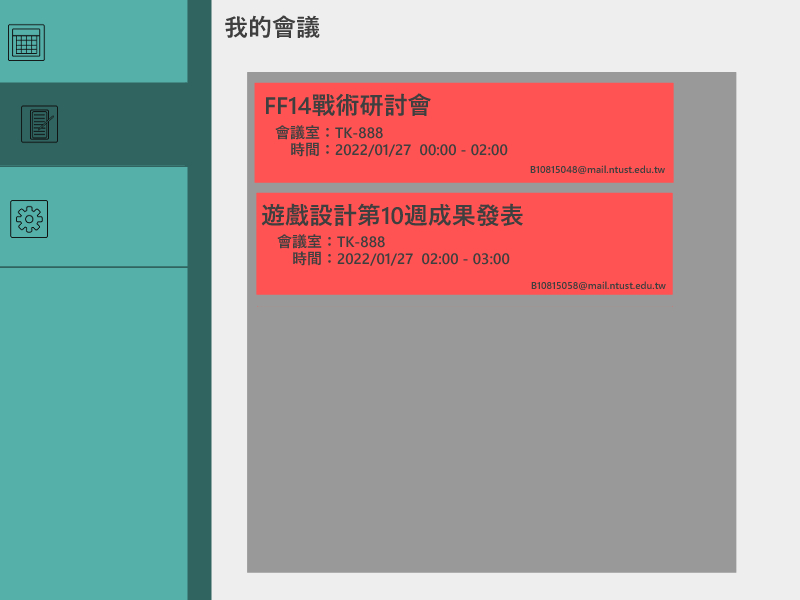 我的會議
FF14戰術研討會
會議室：TK-888
時間：2022/01/27  00:00 - 02:00
B10815048@mail.ntust.edu.tw
遊戲設計第10週成果發表
會議室：TK-888
時間：2022/01/27  02:00 - 03:00
B10815058@mail.ntust.edu.tw